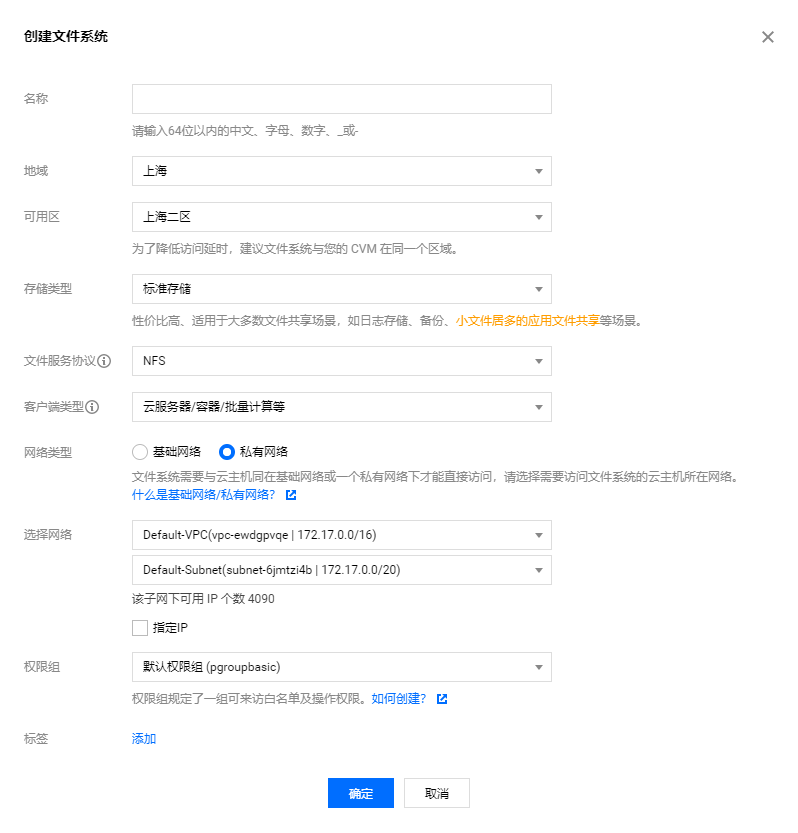 创建文件系统
名称
请输入64位以内的中文、字母、数字、_或-
地域 上海
可用区 上海二区
为了降低访问延时，建议文件系统与您的 CVM 在同一个区域。
存储类型 标准存储
性价比高、适用于大多数文件共享场景，如日志存储、备份、小文件居多的应用文件共享等场景。
文件服务协议 NFS
客户端类型 云服务器/容器/批量计算等
网络类型 基础网络 私有网络
文件系统需要与云主机同在基础网络或一个私有网络下才能直接访问，请选择需要访问文件系统的云主机所在网络。
什么是基础网络/私有网络？
选择网络 Default-VPC(vpc-ewdgpvqe | 172.17.0.0/16)
Default-Subnet(subnet-6jmtzi4b | 172.17.0.0/20)
该子网下可用 IP 个数 4090
指定IP
权限组 默认权限组 (pgroupbasic)
权限组规定了一组可来访白名单及操作权限。如何创建？
标签 添加
确定 取消